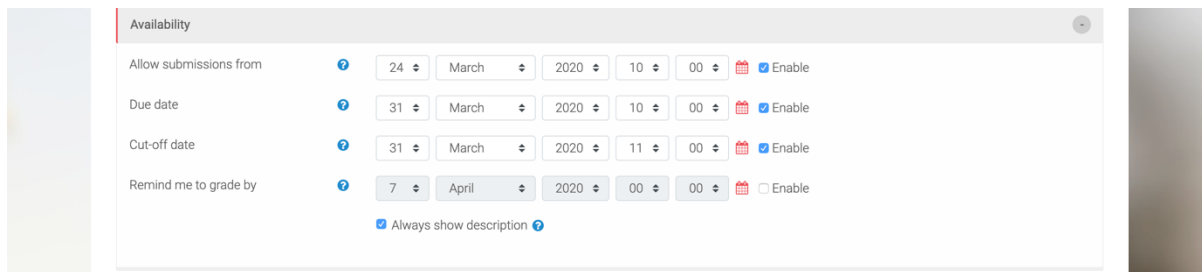 Availability
Allow submissions from 24 March 2020 10 00 Enable
Due date 31 March 2020 10 00 Enable
Cut-off date 31 March 2020 11 00 Enable
Remind me to grade by 7 April 2020 00 00 Enable
Always show description